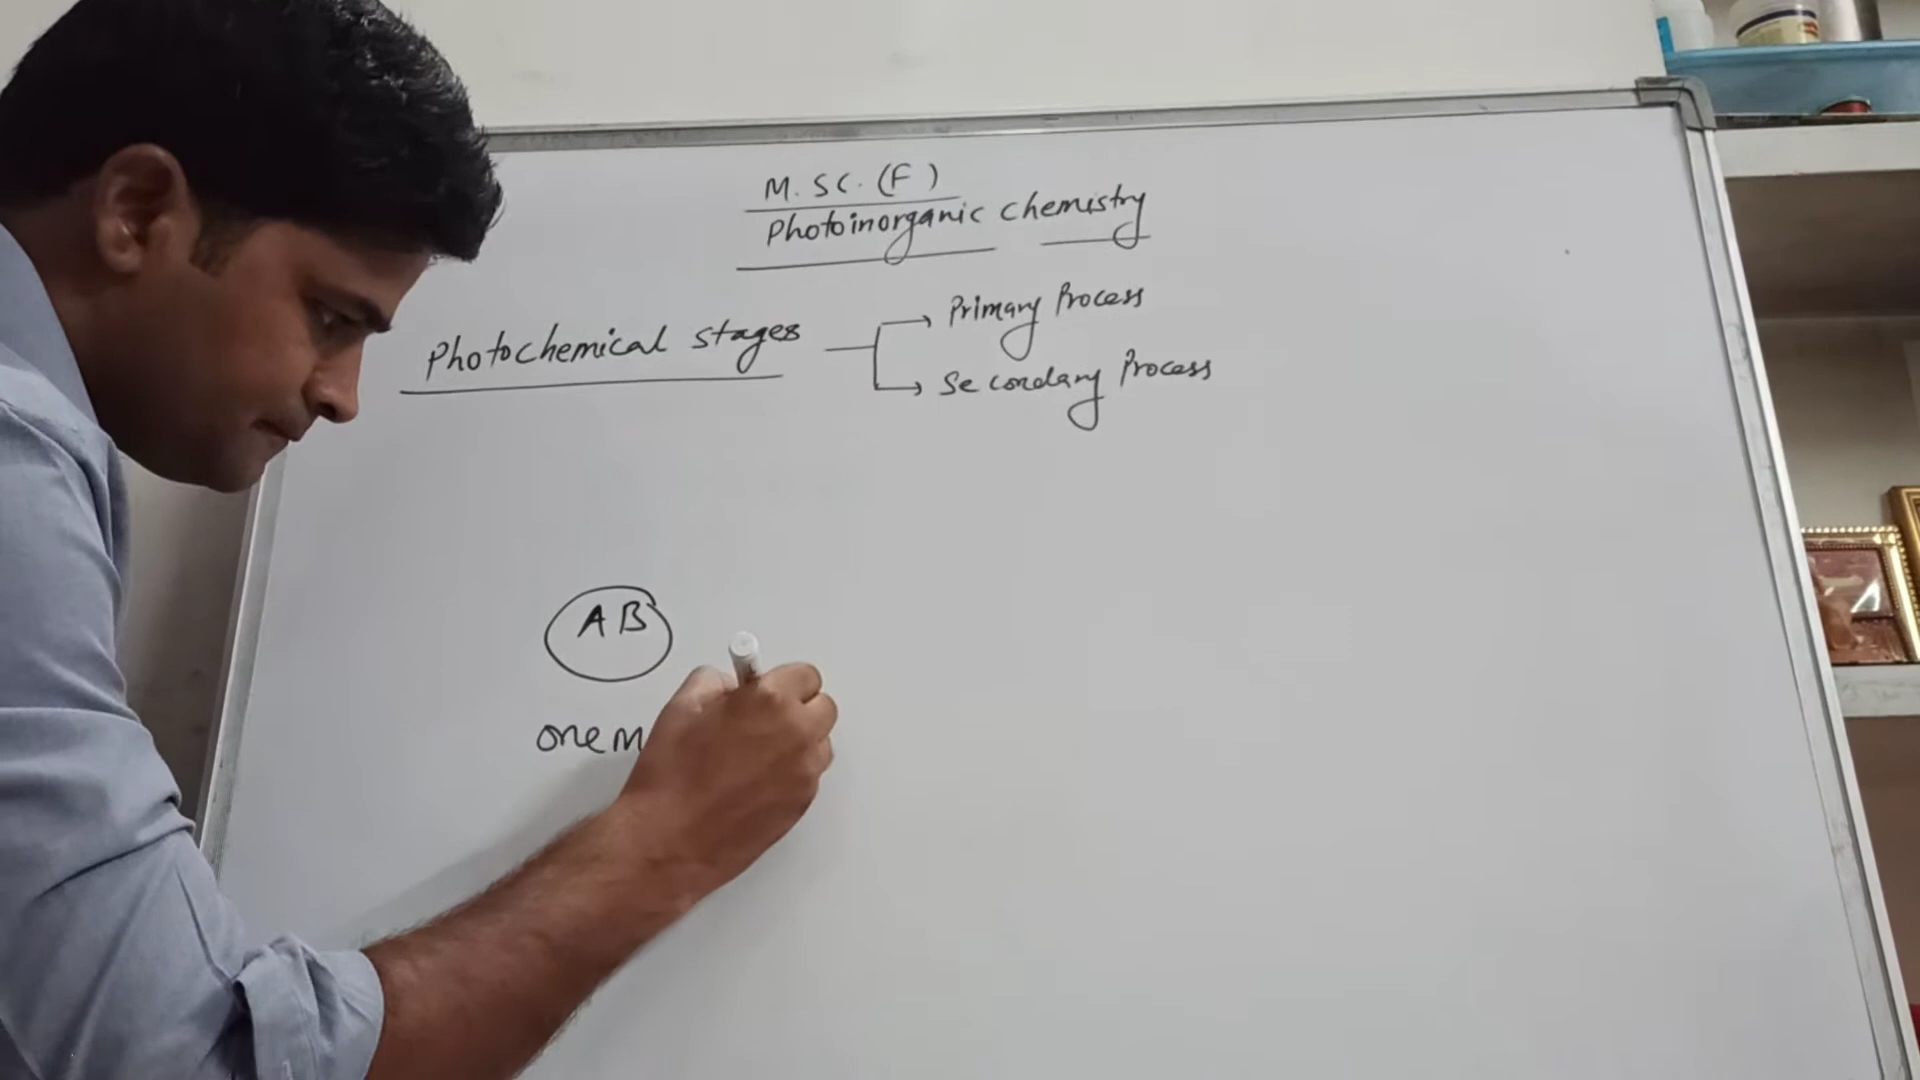 M.SC. (F)
Photoinorganic chemistry
Photochemical stages
Primary Process
Secondary Process
AB
one m